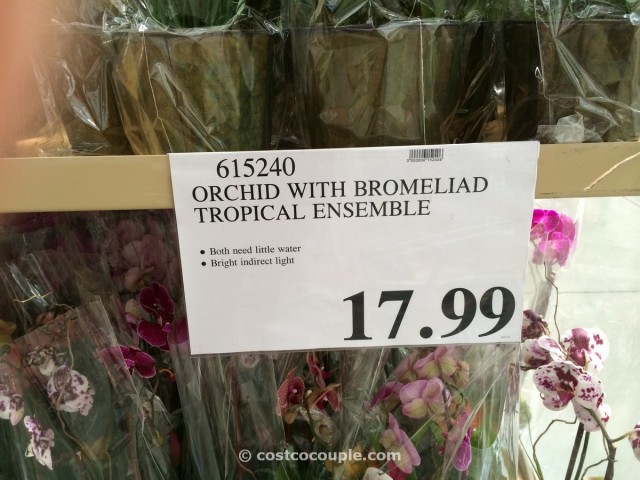 615240
ORCHID WITH BROMELIAD
TROPICAL ENSEMBLE
• Both need little water
• Bright indirect light
17.99
© costcocouple.com